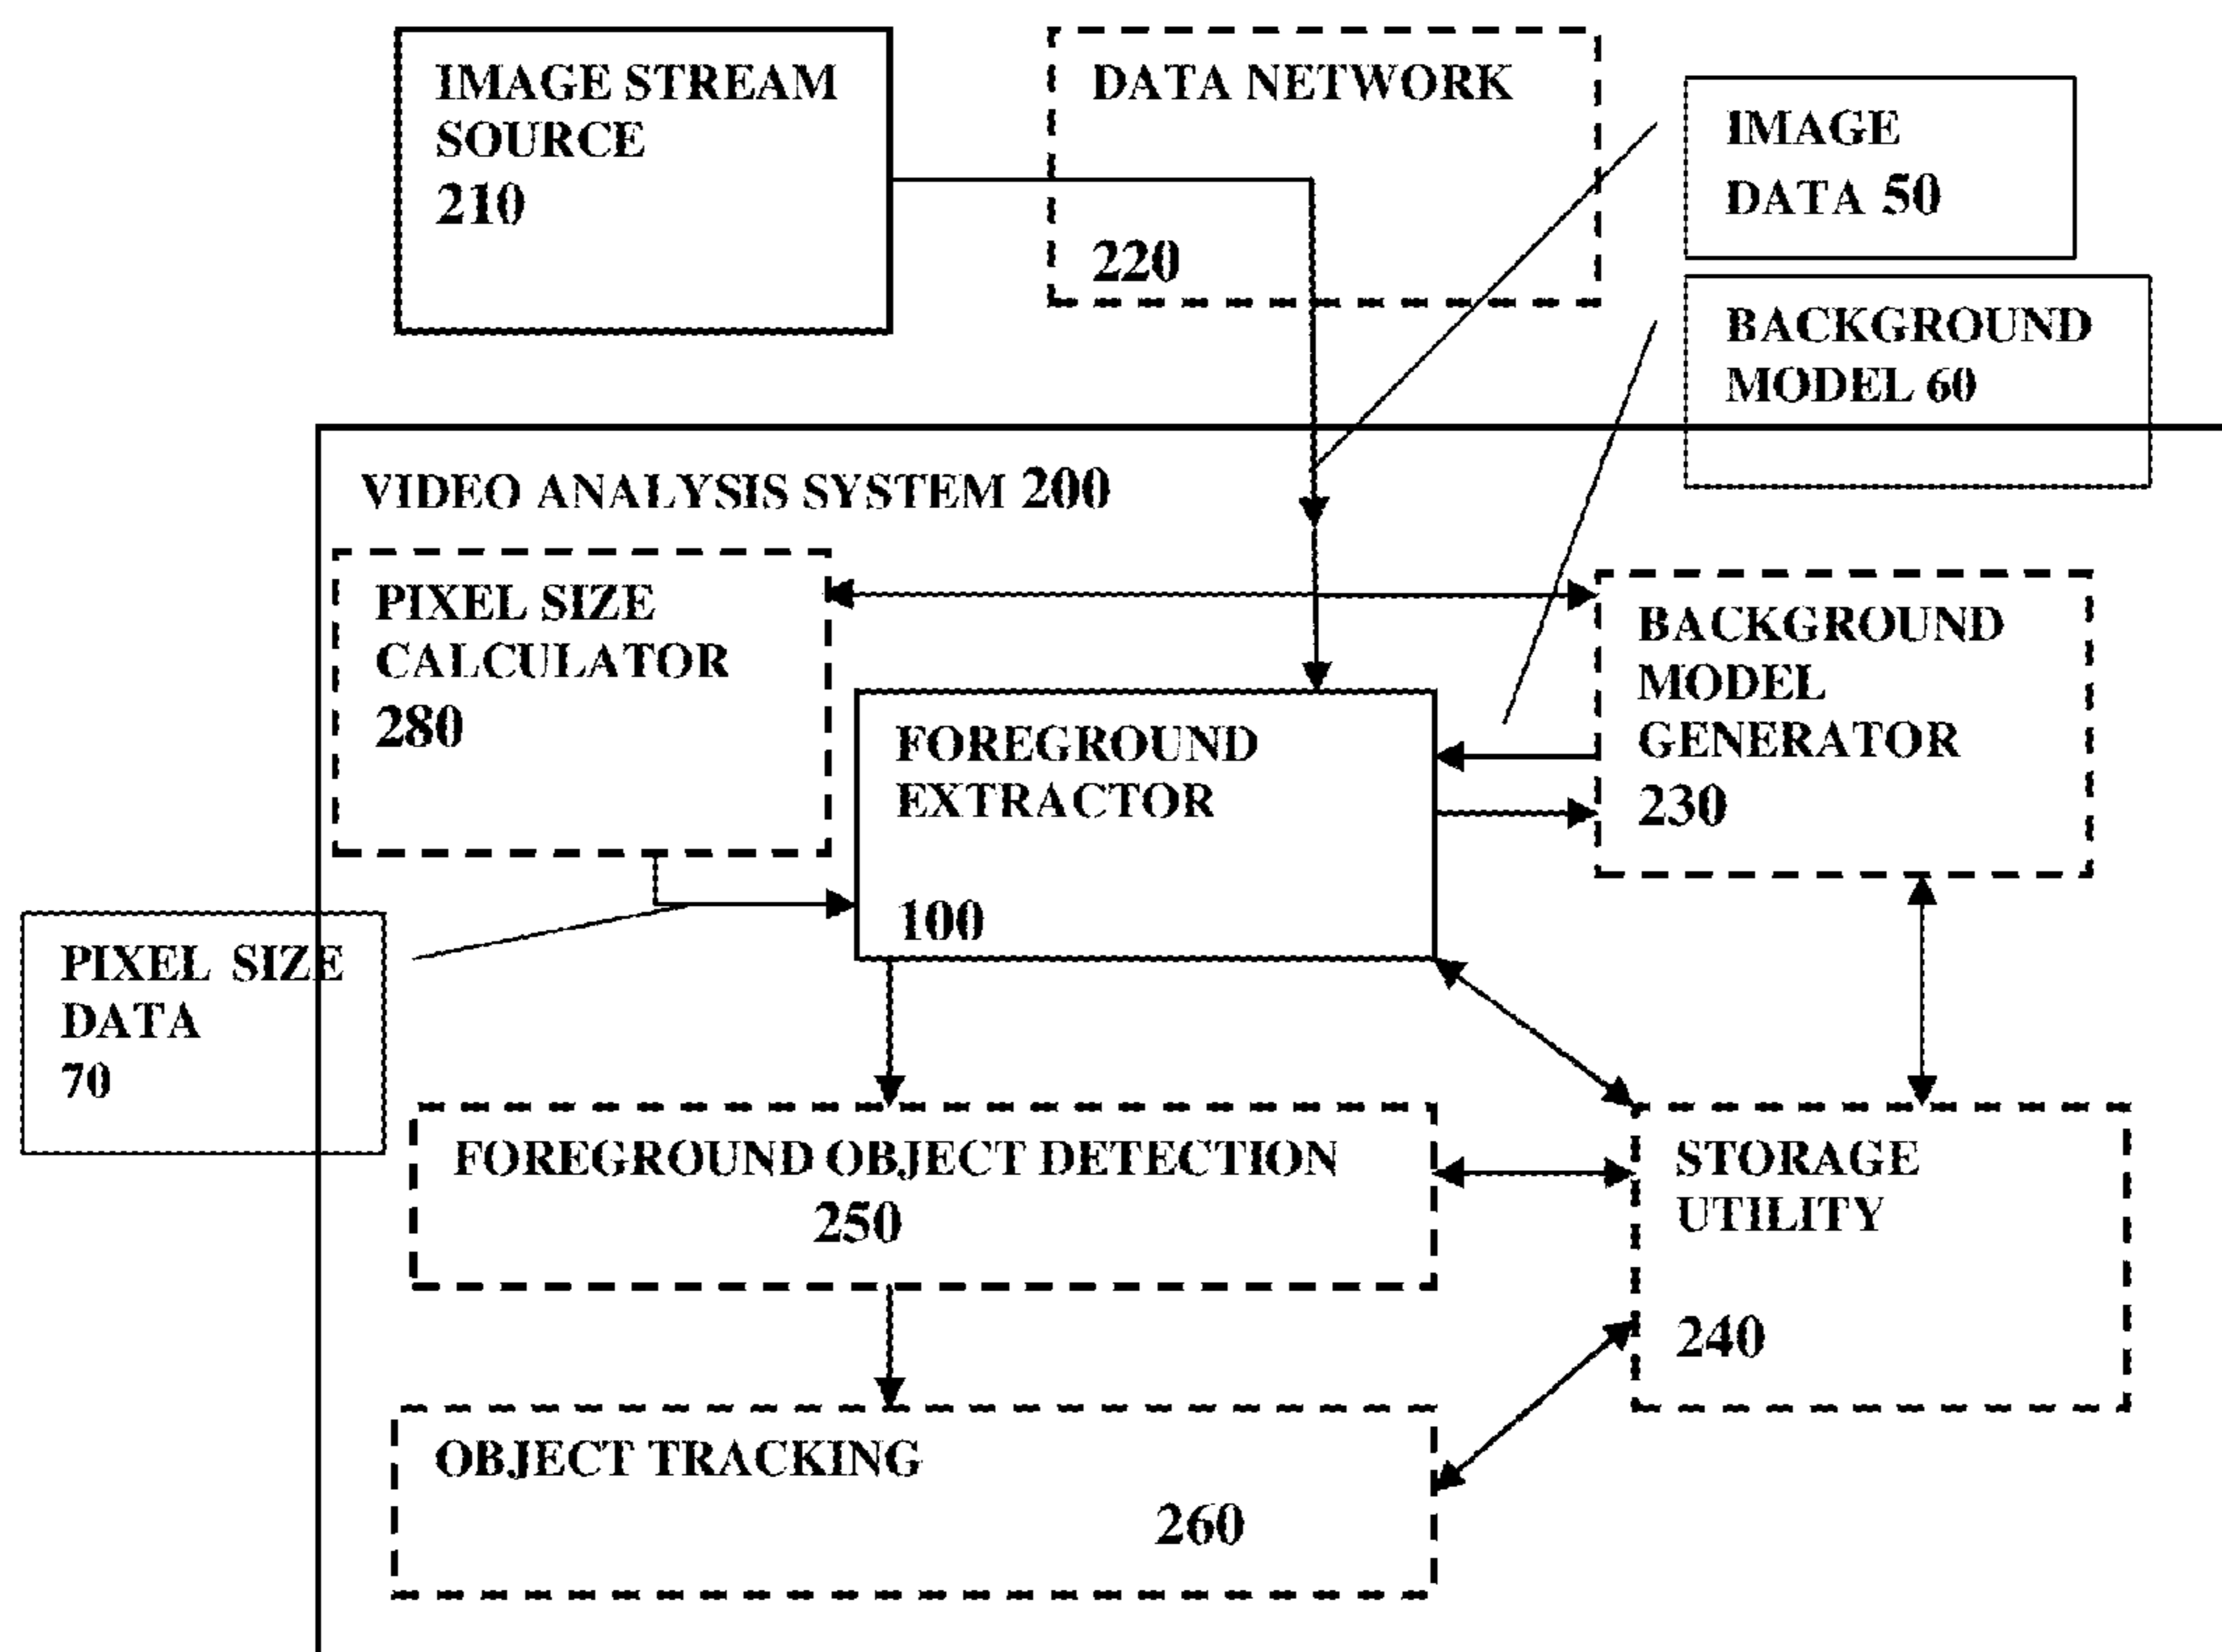 IMAGE STREAM
SOURCE
210
DATA NETWORK
220
IMAGE
DATA 50
BACKGROUND
MODEL 60
VIDEO ANALYSIS SYSTEM 200
PIXEL SIZE
CALCULATOR
280
BACKGROUND
MODEL
GENERATOR
230
FOREGROUND
EXTRACTOR
100
PIXEL SIZE
DATA
70
FOREGROUND OBJECT DETECTION
250
STORAGE
UTILITY
240
OBJECT TRACKING
260